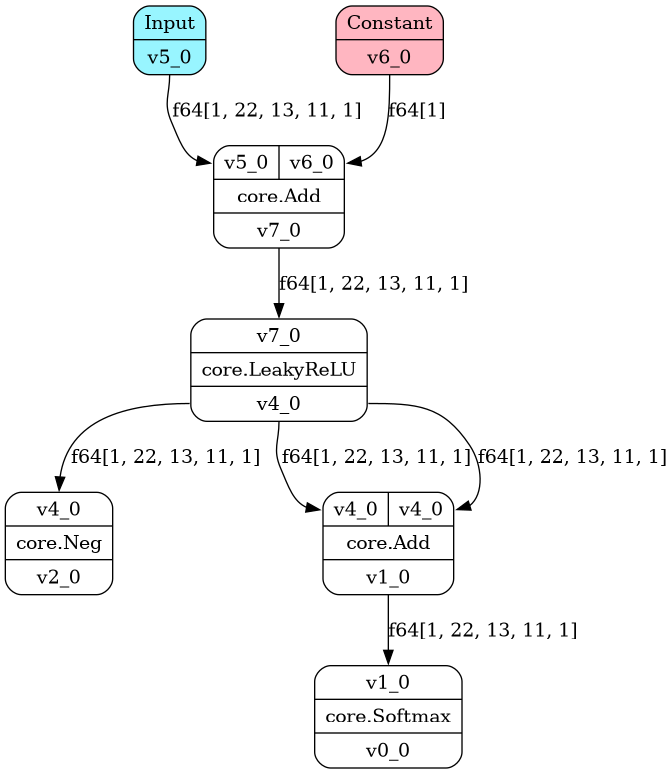 Input
v5_0
Constant
v6_0
f64[1, 22, 13, 11, 1]
f64[1]
v5_0 v6_0
core.Add
v7_0
f64[1, 22, 13, 11, 1]
v7_0
core.LeakyReLU
v4_0
f64[1, 22, 13, 11, 1]
f64[1, 22, 13, 11, 1]
f64[1, 22, 13, 11, 1]
v4_0
core.Neg
v2_0
v4_0 v4_0
core.Add
v1_0
f64[1, 22, 13, 11, 1]
v1_0
core.Softmax
v0_0